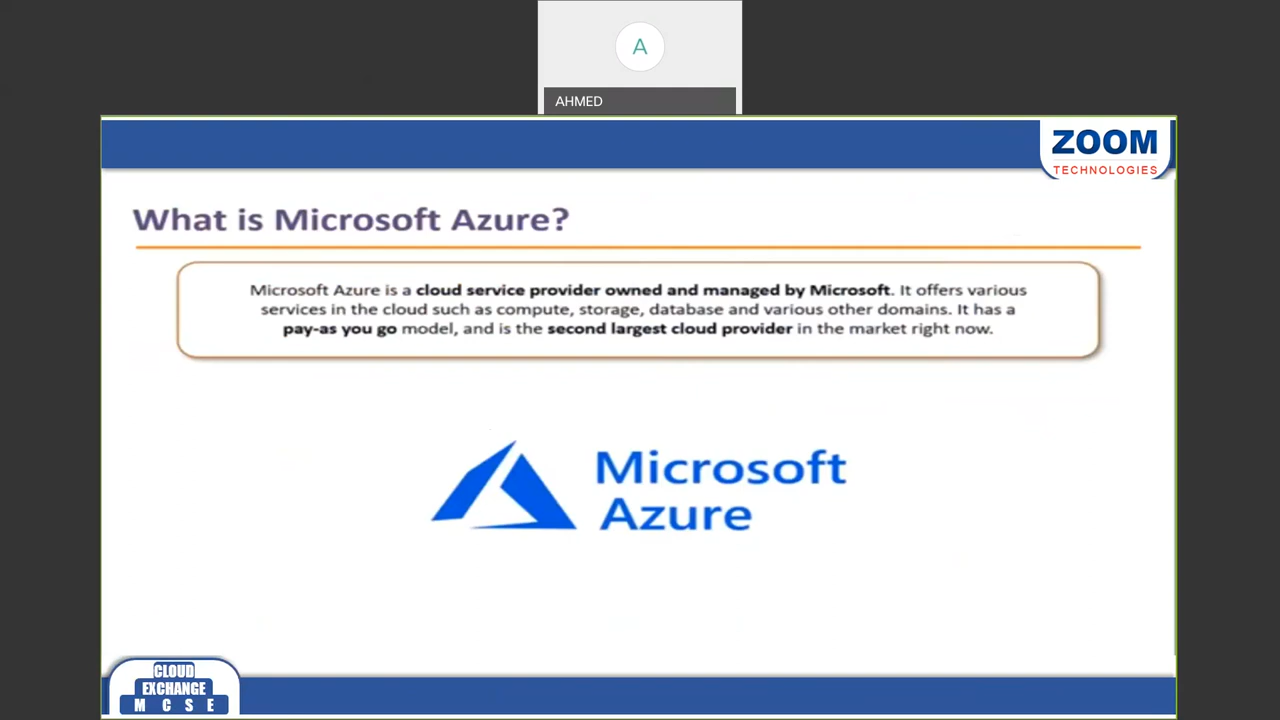 A
AHMED
ZOOM
TECHNOLOGIES
What is Microsoft Azure?
Microsoft Azure is a cloud service provider owned and managed by Microsoft. It offers various
services in the cloud such as compute, storage, database and various other domains. It has a
pay-as you go model, and is the second largest cloud provider in the market right now.
Microsoft
Azure
CLOUD
EXCHANGE
M C S E